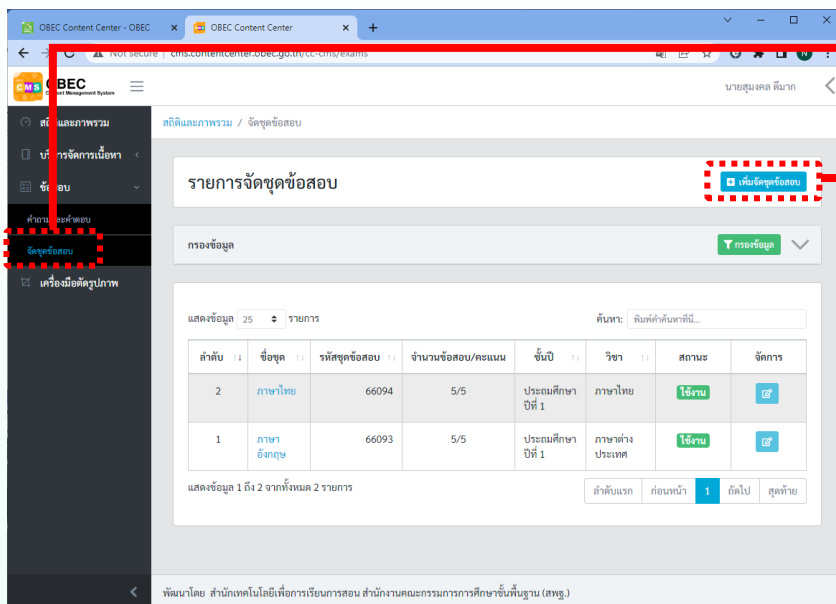 OBEC Content Center - OBEC
OBEC Content Center
Not secure | cms.contentcenter.obec.go.th/cc-cms/exams
CMS OBEC
Content Management System
นายสุมงคล ดีมาก
สถิติและภาพรวม
สถิติและภาพรวม / จัดชุดข้อสอบ
บริหารจัดการเนื้อหา
ข้อสอบ
รายการจัดชุดข้อสอบ
เพิ่มจัดชุดข้อสอบ
คำถามและคำตอบ
จัดชุดข้อสอบ
กรองข้อมูล
กรองข้อมูล
เครื่องมือตัดรูปภาพ
แสดงข้อมูล 25 รายการ
ค้นหา: พิมพ์คำค้นหาที่นี่...
ลำดับ ชื่อชุด รหัสชุดข้อสอบ จำนวนข้อสอบ/คะแนน ชั้นปี วิชา สถานะ จัดการ
2 ภาษาไทย 66094 5/5 ประถมศึกษา ภาษาไทย ใช้งาน
ปีที่ 1
1 ภาษา 66093 5/5 ประถมศึกษา ภาษาต่าง ใช้งาน
อังกฤษ ปีที่ 1 ประเทศ
แสดงข้อมูล 1 ถึง 2 จากทั้งหมด 2 รายการ
ลำดับแรก ก่อนหน้า 1 ถัดไป สุดท้าย
พัฒนาโดย สำนักเทคโนโลยีเพื่อการเรียนการสอน สำนักงานคณะกรรมการการศึกษาขั้นพื้นฐาน (สพฐ.)